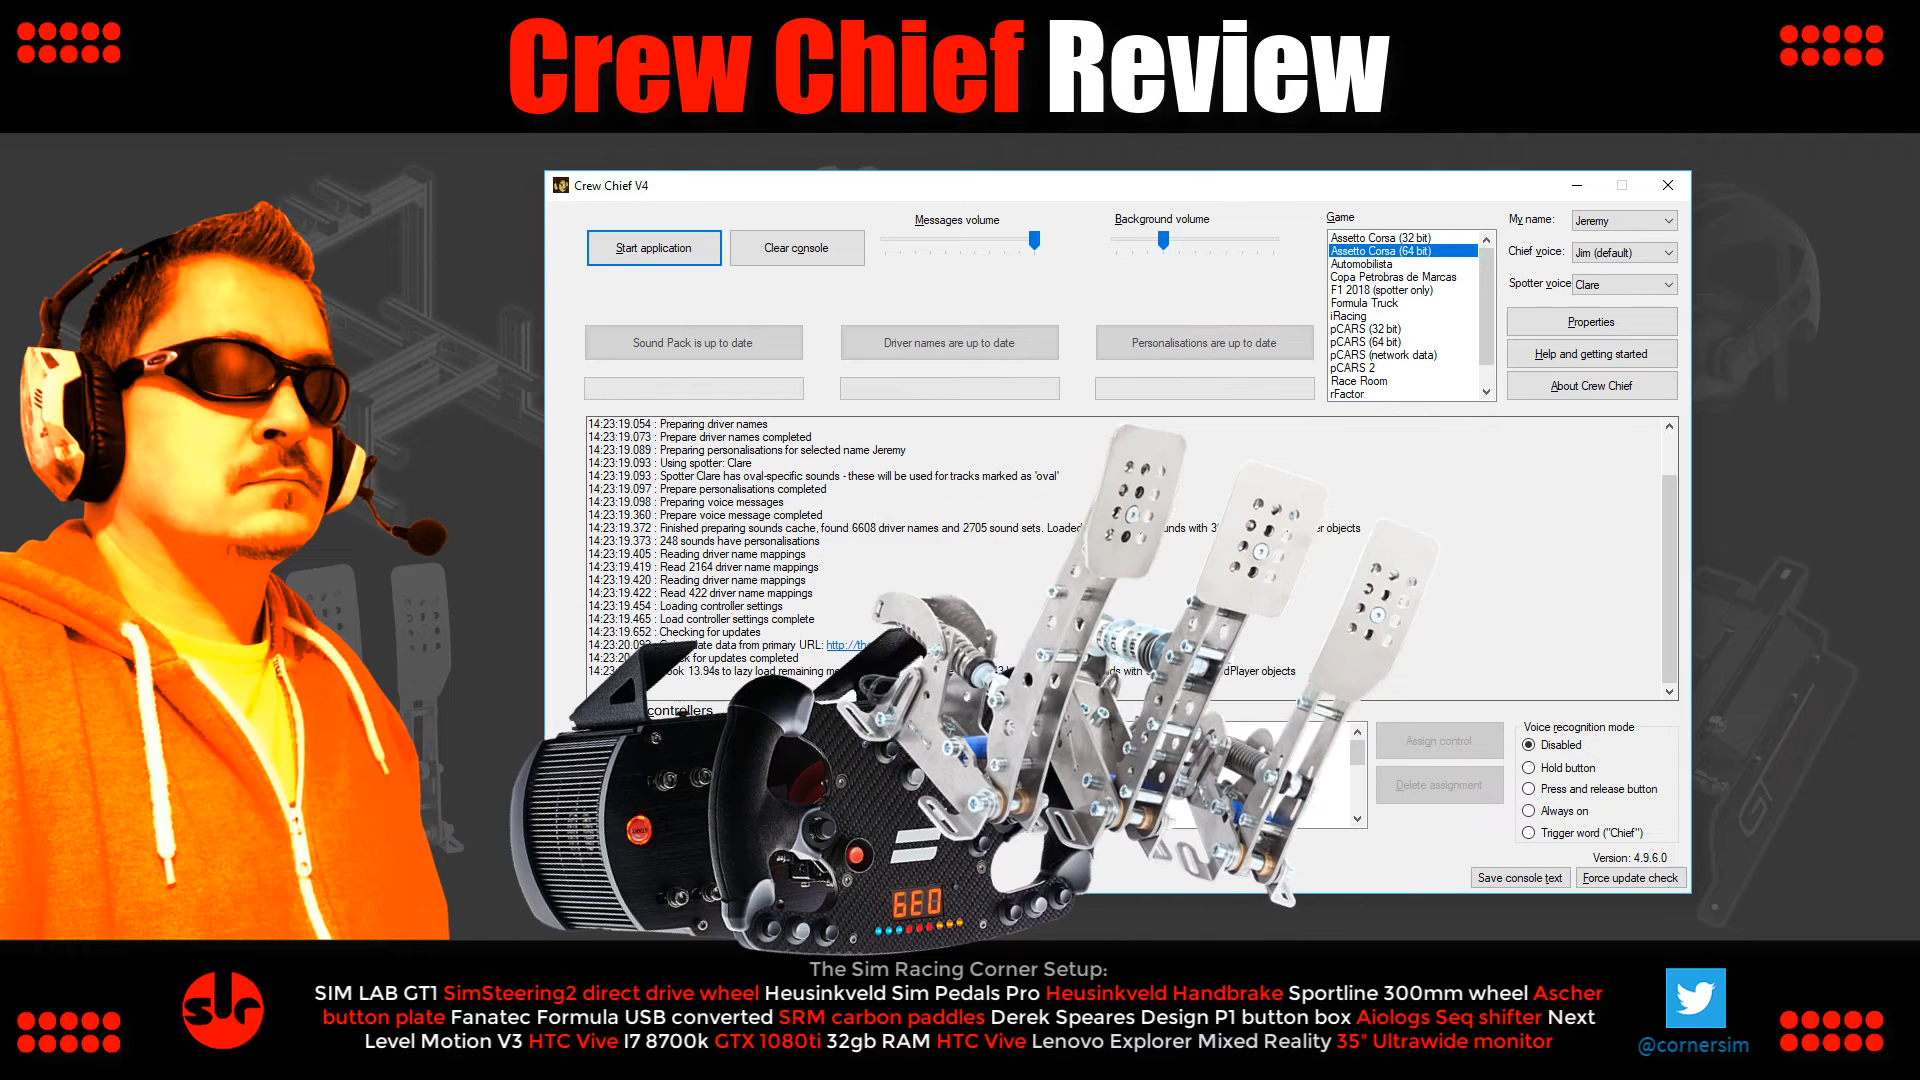 Crew Chief Review
Crew Chief V4
Start application
Clear console
Messages volume
Background volume
Game
Assetto Corsa (32 bit)
Assetto Corsa (64 bit)
Automobilista
Copa Petrobras de Marcas
F1 2018 (spotter only)
Formula Truck
iRacing
pCARS (32 bit)
pCARS (64 bit)
pCARS (network data)
pCARS 2
Race Room
rFactor
My name: Jeremy
Chief voice: Jim (default)
Spotter voice Clare
Properties
Help and getting started
About Crew Chief
Sound Pack is up to date
Driver names are up to date
Personalisations are up to date
14:23:19.054 : Preparing driver names
14:23:19.073 : Prepare driver names completed
14:23:19.089 : Preparing personalisations for selected name Jeremy
14:23:19.093 : Using spotter: Clare
14:23:19.093 : Spotter Clare has oval-specific sounds - these will be used for tracks marked as 'oval'
14:23:19.097 : Prepare personalisations completed
14:23:19.098 : Preparing voice messages
14:23:19.360 : Prepare voice message completed
14:23:19.372 : Finished preparing sounds cache, found 6608 driver names and 2705 sound sets. Loaded with objects
14:23:19.373 : 248 sounds have personalisations
14:23:19.405 : Reading driver name mappings
14:23:19.419 : Read 2164 driver name mappings
14:23:19.420 : Reading driver name mappings
14:23:19.422 : Read 422 driver name mappings
14:23:19.454 : Loading controller settings
14:23:19.465 : Load controller settings complete
14:23:19.652 : Checking for updates
data from primary URL:
for updates completed
13.94s to lazy load remaining with objects
controllers
Assign control
Delete assignment
Voice recognition mode
Disabled
Hold button
Press and release button
Always on
Trigger word ("Chief")
Version: 4.9.6.0
Save console text
Force update check
The Sim Racing Corner Setup:
SIM LAB GT1 SimSteering2 direct drive wheel Heusinkveld Sim Pedals Pro Heusinkveld Handbrake Sportline 300mm wheel Ascher
button plate Fanatec Formula USB converted SRM carbon paddles Derek Speares Design P1 button box Aiologs Seq shifter Next
Level Motion V3 HTC Vive I7 8700k GTX 1080ti 32gb RAM HTC Vive Lenovo Explorer Mixed Reality 35" Ultrawide monitor
@cornersim